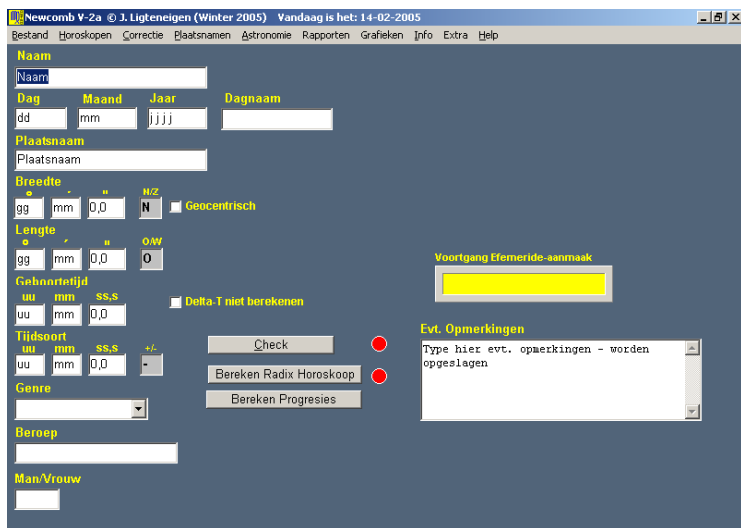 Newcomb V-2a © J. Ligteneigen (Winter 2005) Vandaag is het: 14-02-2005
Bestand Horoskopen Correctie Plaatsnamen Astronomie Rapporten Grafieken Info Extra Help
Naam
Naam
Dag Maand Jaar Dagnaam
dd mm jjjj
Plaatsnaam
Plaatsnaam
Breedte
° ' " N/Z
gg mm 0,0 N Geocentrisch
Lengte
° ' " O/W
gg mm 0,0 O
Voortgang Efemeride-aanmaak
Geboortetijd
uu mm ss,s
uu mm 0,0 Delta-T niet berekenen
Tijdsoort
uu mm ss,s +/-
uu mm 0,0 -
Check
Bereken Radix Horoskoop
Bereken Progresies
Evt. Opmerkingen
Type hier evt. opmerkingen - worden
opgeslagen
Genre
Beroep
Man/Vrouw